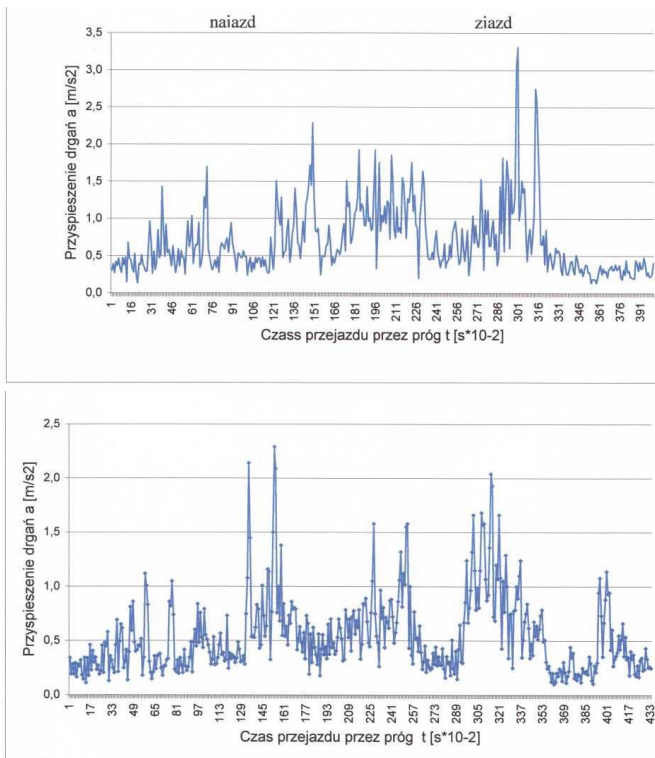 naiazd ziazd
3,5
3,0
2,5
2,0
1,5
1,0
0,5
0,0
Przyspieszenie drgań a [m/s2]
1 16 31 46 61 76 91 106 121 136 151 166 181 196 211 226 241 256 271 286 301 316 331 346 361 376 391
Czass przejazdu przez próg t [s*10-2]
2,5
2,0
1,5
1,0
0,5
0,0
Przyspieszenie drgań a [m/s2]
1 17 33 49 65 81 97 113 129 145 161 177 193 209 225 241 257 273 289 305 321 337 353 369 385 401 417 433
Czas przejazdu przez próg t [s*10-2]